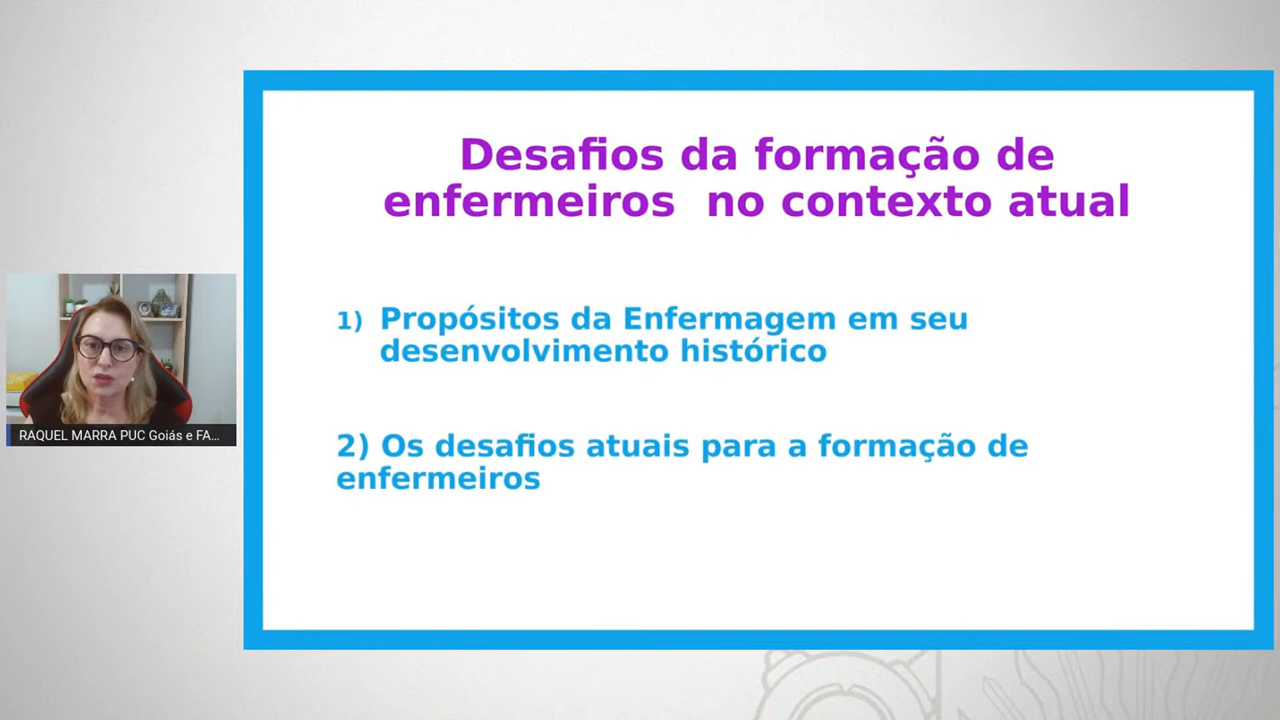 Desafios da formação de
enfermeiros no contexto atual
1) Propósitos da Enfermagem em seu
desenvolvimento histórico
2) Os desafios atuais para a formação de
enfermeiros
RAQUEL MARRA PUC Goiás e FA...